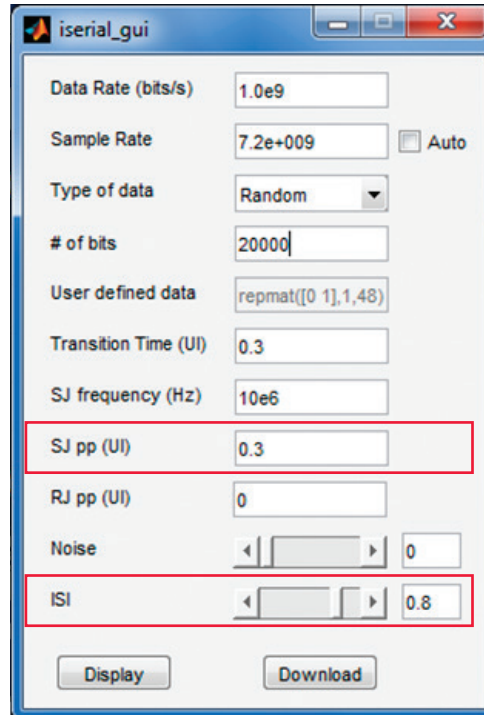 iserial_gui
Data Rate (bits/s) 1.0e9
Sample Rate 7.2e+009 Auto
Type of data Random
# of bits 20000
User defined data repmat([0 1],1,48)
Transition Time (UI) 0.3
SJ frequency (Hz) 10e6
SJ pp (UI) 0.3
RJ pp (UI) 0
Noise 0
ISI 0.8
Display Download